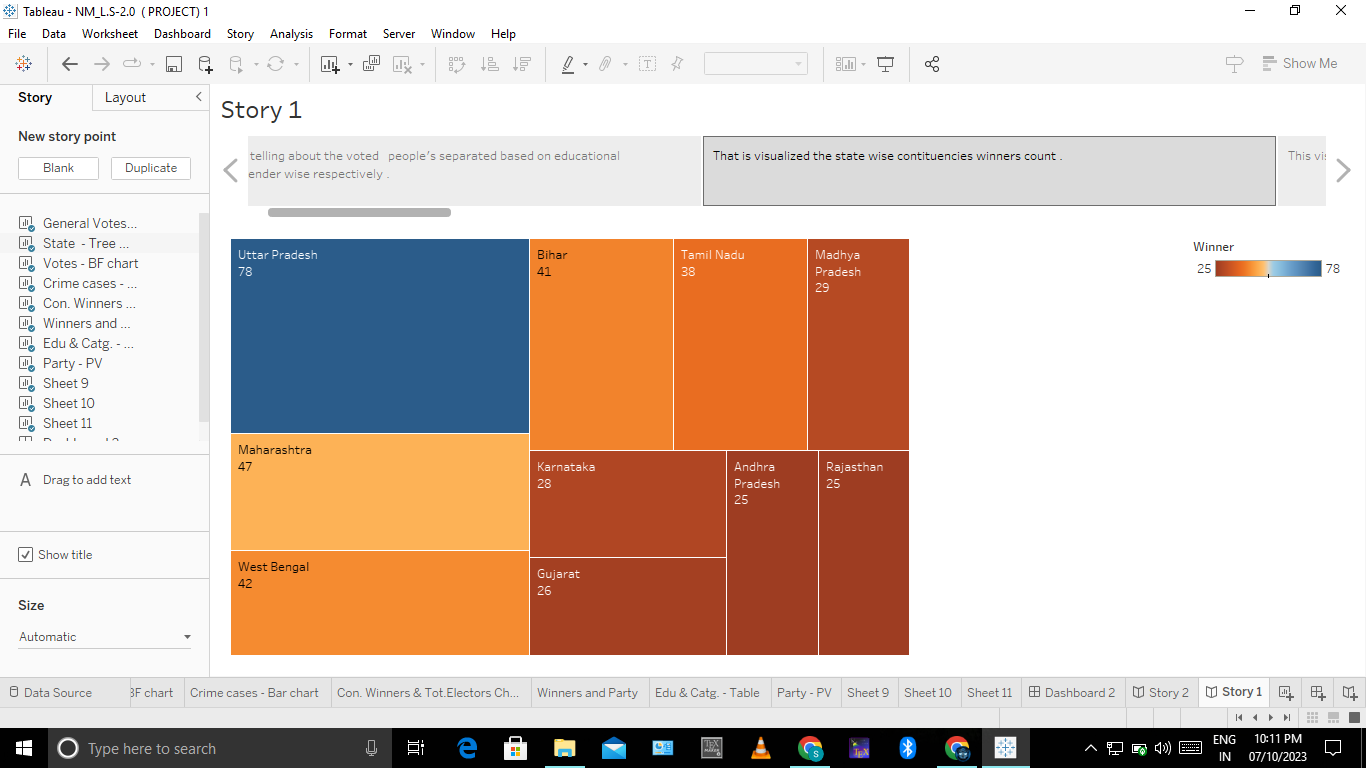 Tableau - NM_L.S-2.0 ( PROJECT) 1
File Data Worksheet Dashboard Story Analysis Format Server Window Help
Show Me
Story Layout
New story point
Blank Duplicate
General Votes...
State - Tree ...
Votes - BF chart
Crime cases - ...
Con. Winners ...
Winners and ...
Edu & Catg. - ...
Party - PV
Sheet 9
Sheet 10
Sheet 11
A Drag to add text
Show title
Size
Automatic
Story 1
telling about the voted people's separated based on educational
ender wise respectively .
That is visualized the state wise contituencies winners count .
This vis
Uttar Pradesh
78
Bihar
41
Tamil Nadu
38
Madhya
Pradesh
29
Maharashtra
47
Karnataka
28
Andhra
Pradesh
25
Rajasthan
25
West Bengal
42
Gujarat
26
Winner
25 78
Data Source BF chart Crime cases - Bar chart Con. Winners & Tot.Electors Ch... Winners and Party Edu & Catg. - Table Party - PV Sheet 9 Sheet 10 Sheet 11 Dashboard 2 Story 2 Story 1
Type here to search
ENG
IN
10:11 PM
07/10/2023